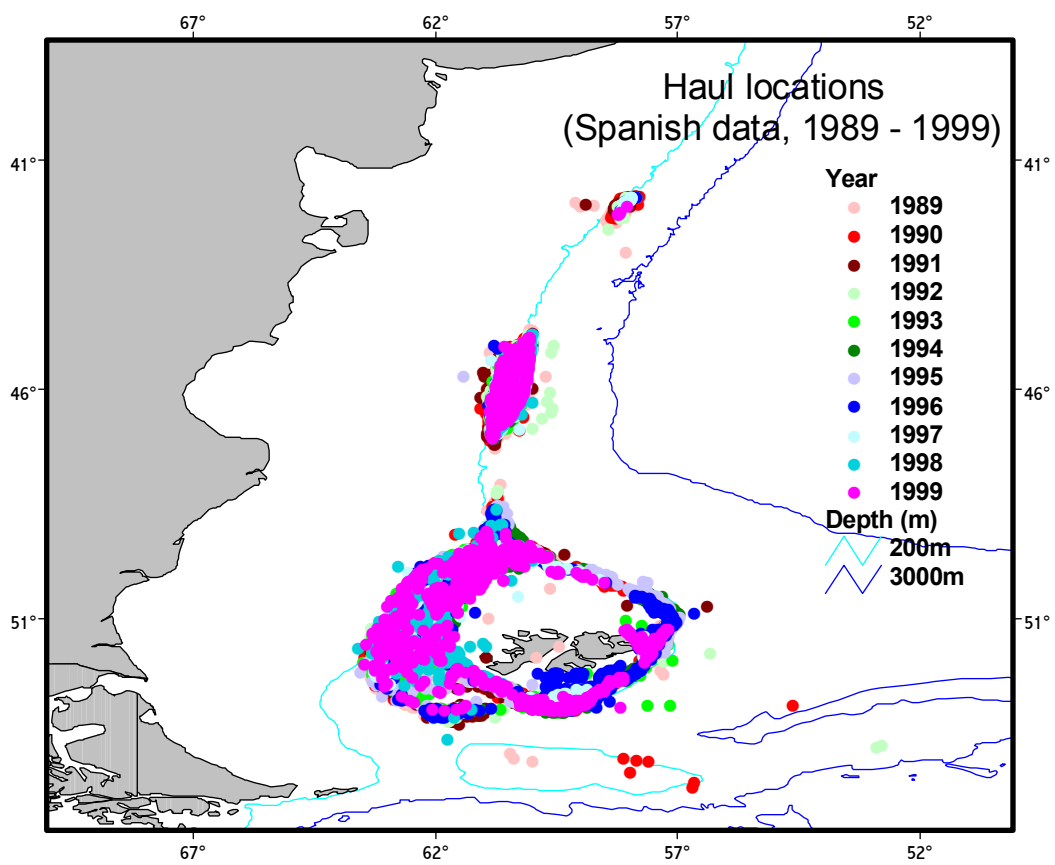 67° 62° 57° 52°
Haul locations
(Spanish data, 1989 - 1999)
41° 41°
Year
1989
1990
1991
1992
1993
1994
1995
46° 46°
1996
1997
1998
1999
Depth (m)
200m
3000m
51° 51°
67° 62° 57° 52°